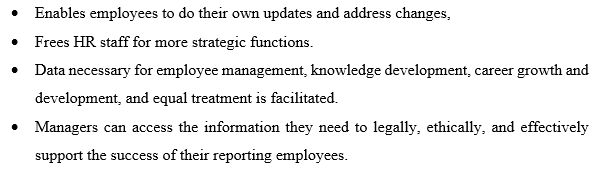 • Enables employees to do their own updates and address changes,
• Frees HR staff for more strategic functions.
• Data necessary for employee management, knowledge development, career growth and
development, and equal treatment is facilitated.
• Managers can access the information they need to legally, ethically, and effectively
support the success of their reporting employees.